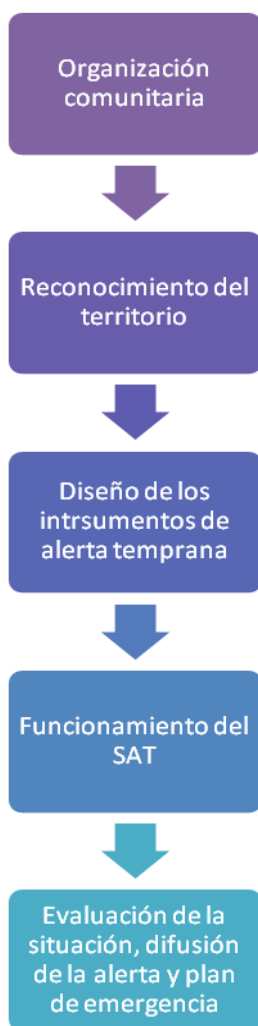 Organización
comunitaria
Reconocimiento del
territorio
Diseño de los
intrsumentos de
alerta temprana
Funcionamiento del
SAT
Evaluación de la
situación, difusión
de la alerta y plan
de emergencia